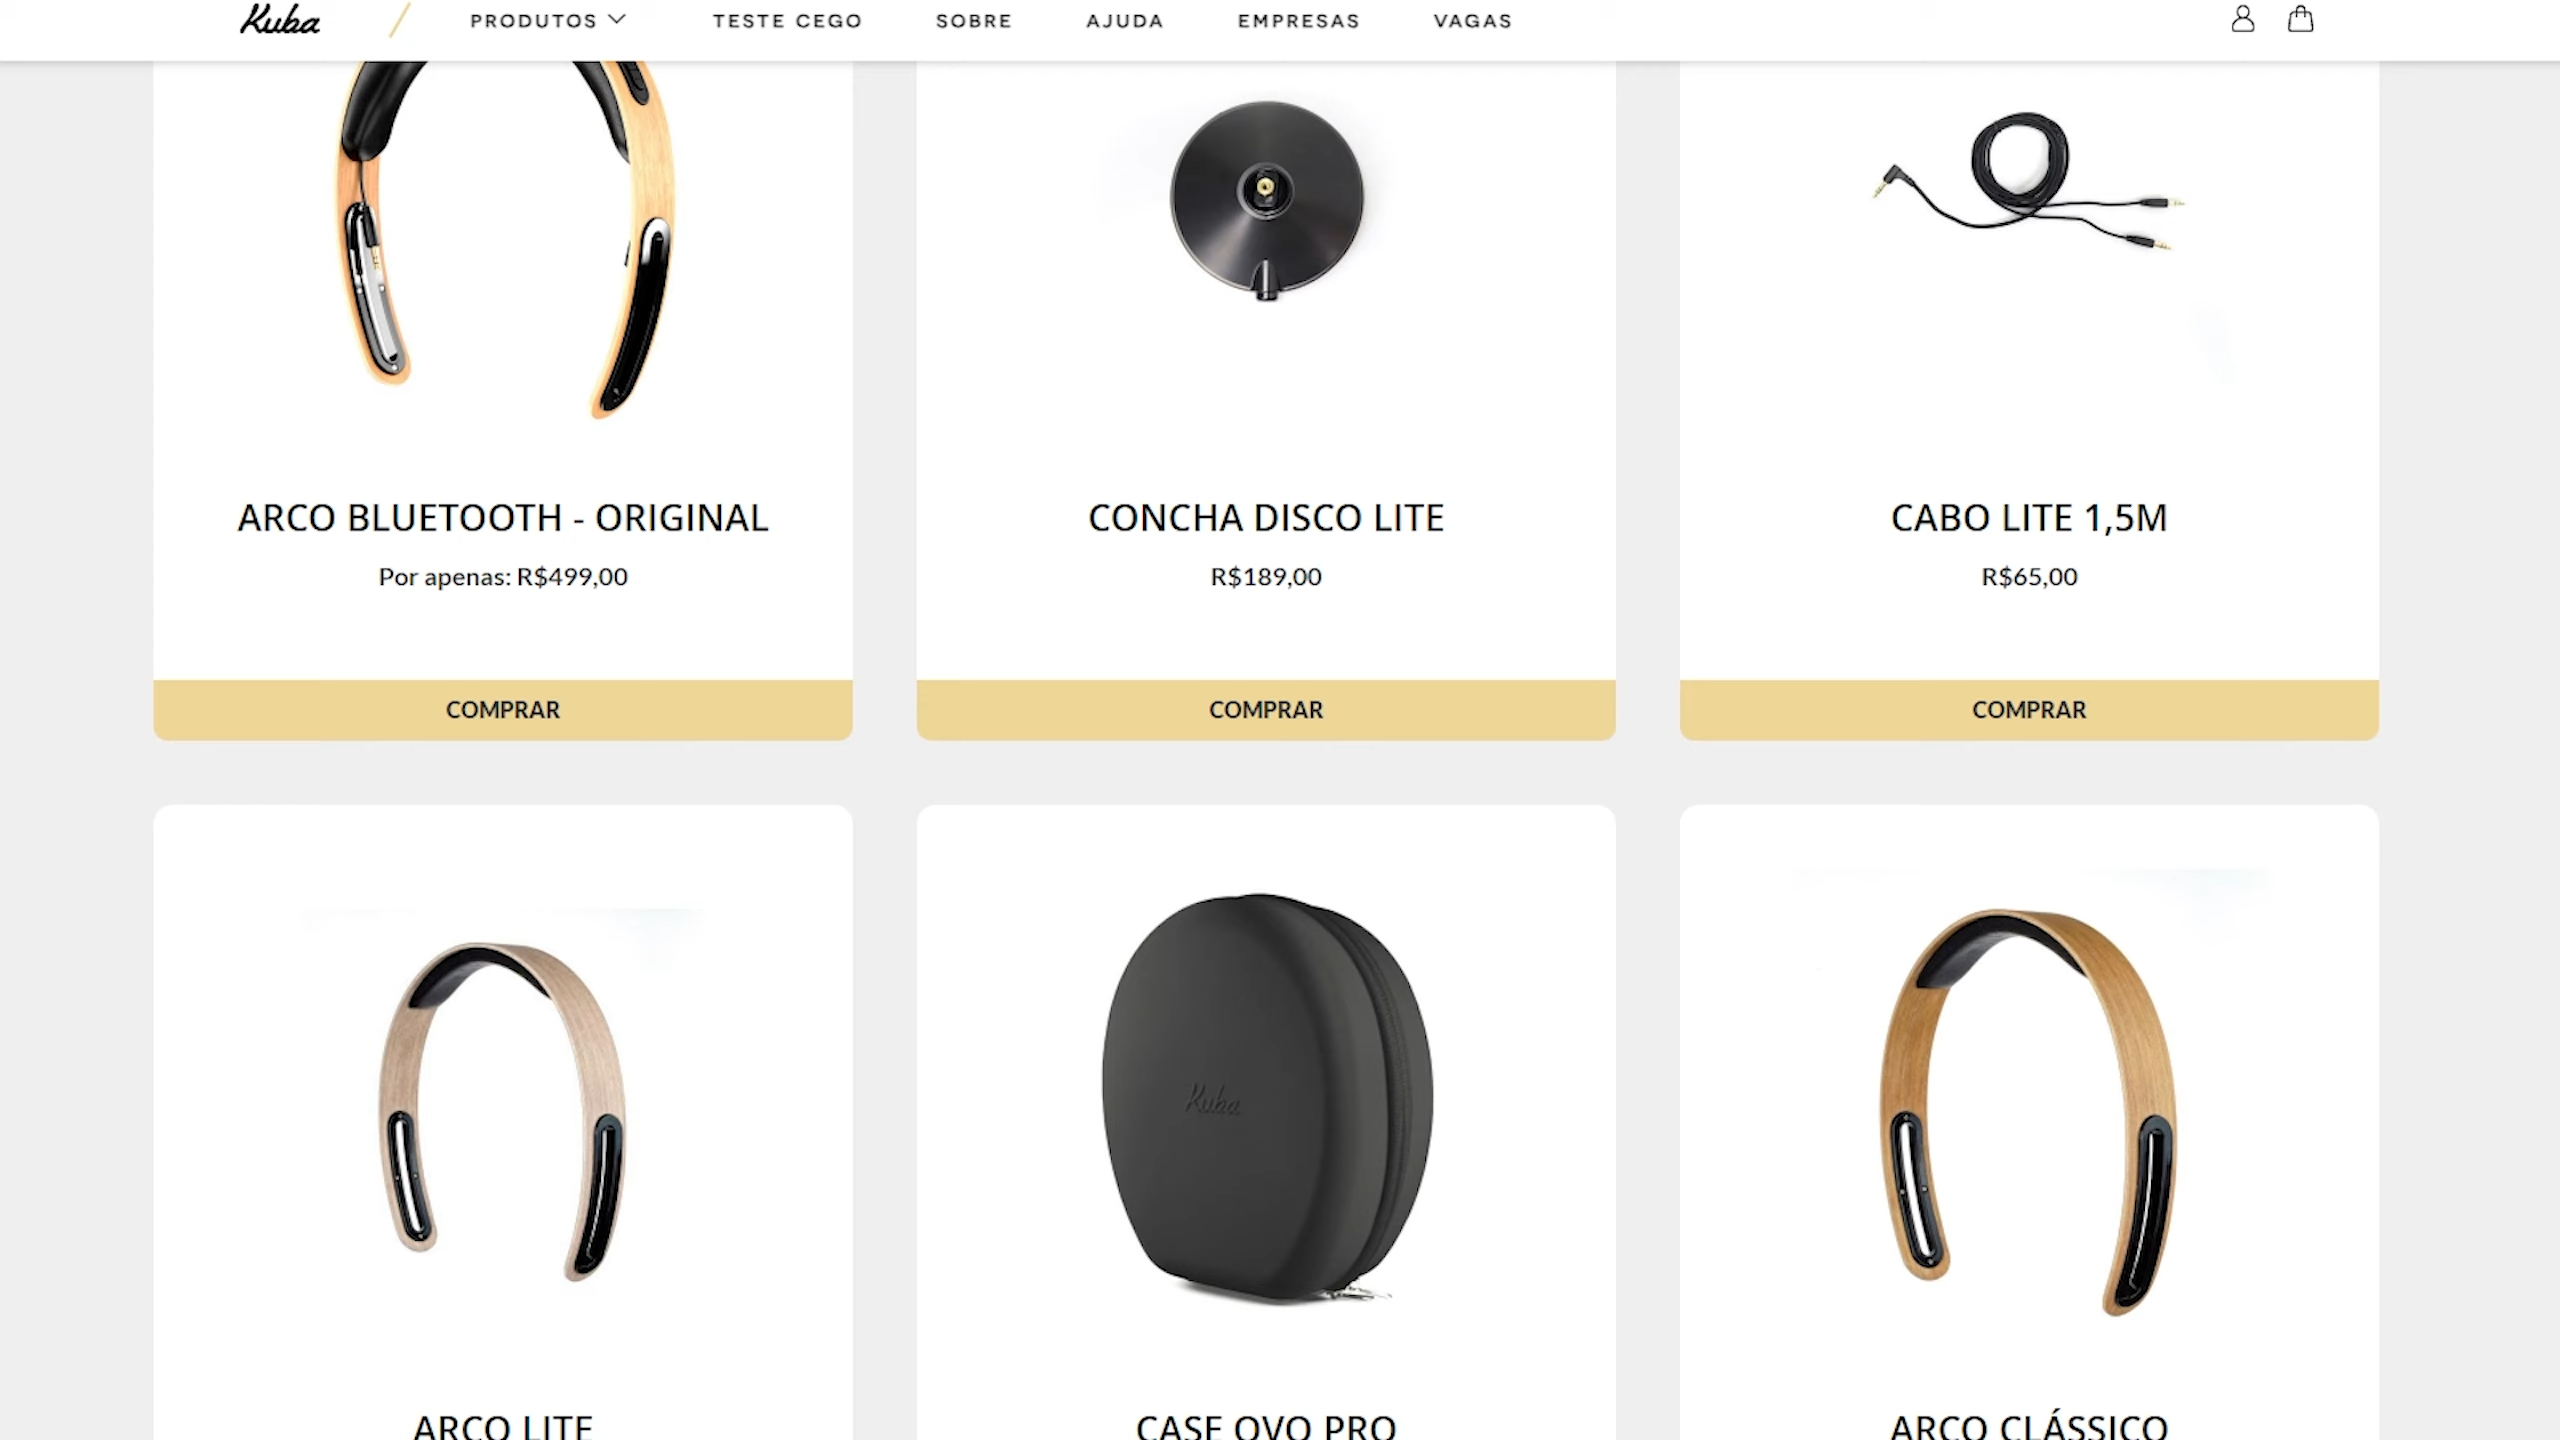 Kuba PRODUTOS TESTE CEGO SOBRE AJUDA EMPRESAS VAGAS
ARCO BLUETOOTH - ORIGINAL
Por apenas: R$499,00
COMPRAR
CONCHA DISCO LITE
R$189,00
COMPRAR
CABO LITE 1,5M
R$65,00
COMPRAR
ARCO LITE
Kuba
CASE OVO PRO
ARCO CLÁSSICO